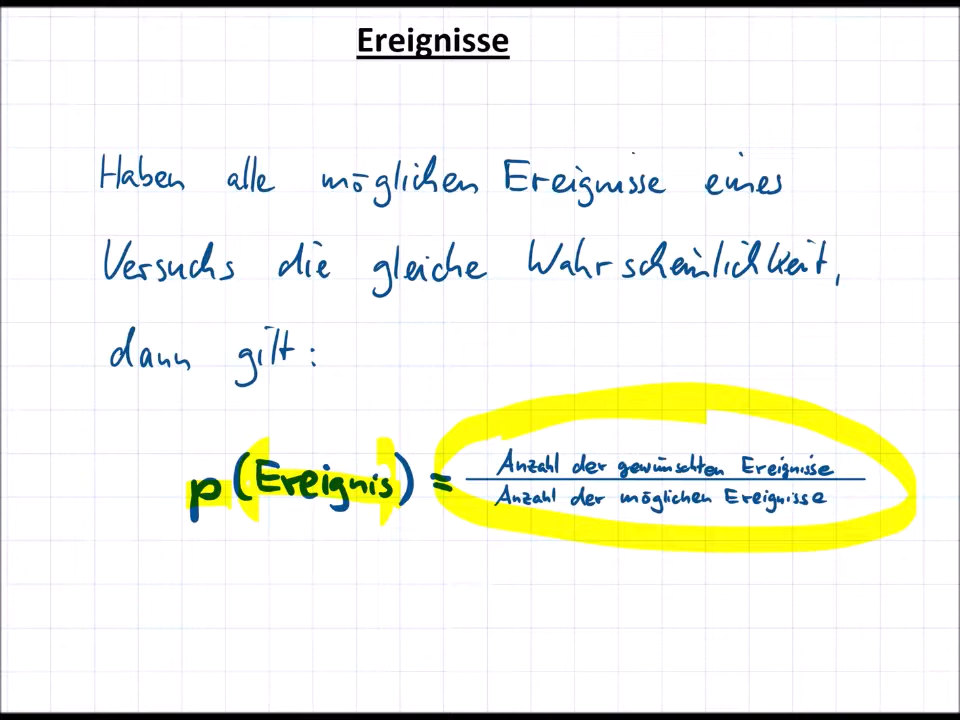 Ereignisse
Haben alle möglichen Ereignisse eines
Versuchs die gleiche Wahrscheinlichkeit,
dann gilt:
p(Ereignis) = Anzahl der gewünschten Ereignisse
Anzahl der möglichen Ereignisse